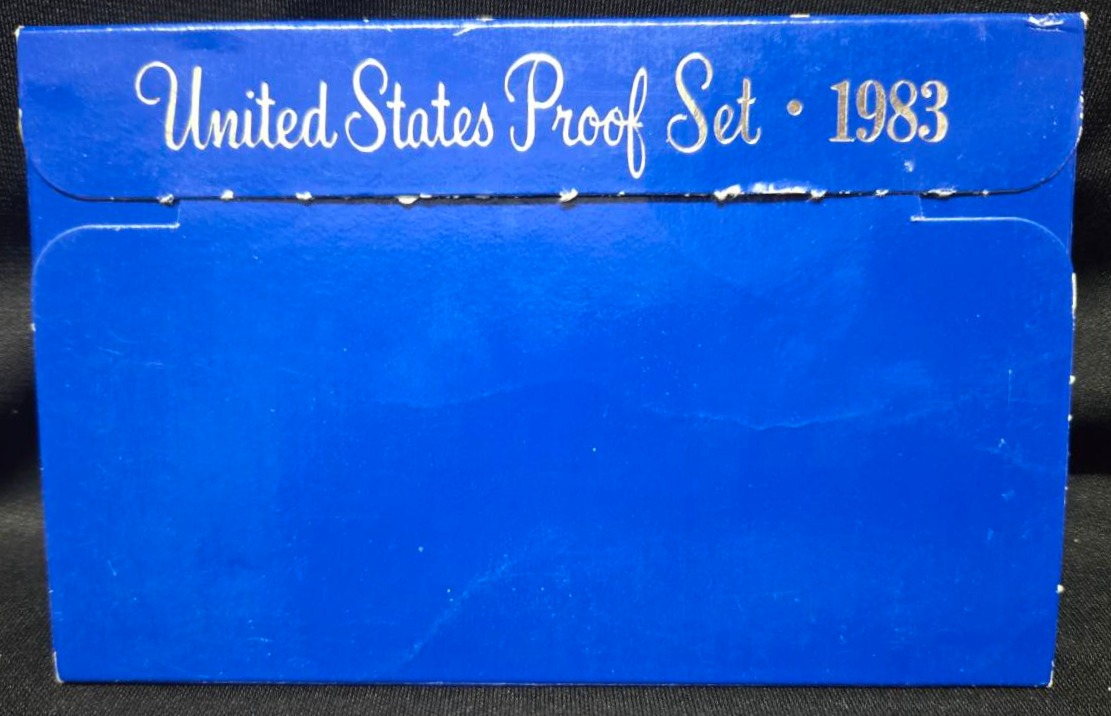 United States Proof Set • 1983